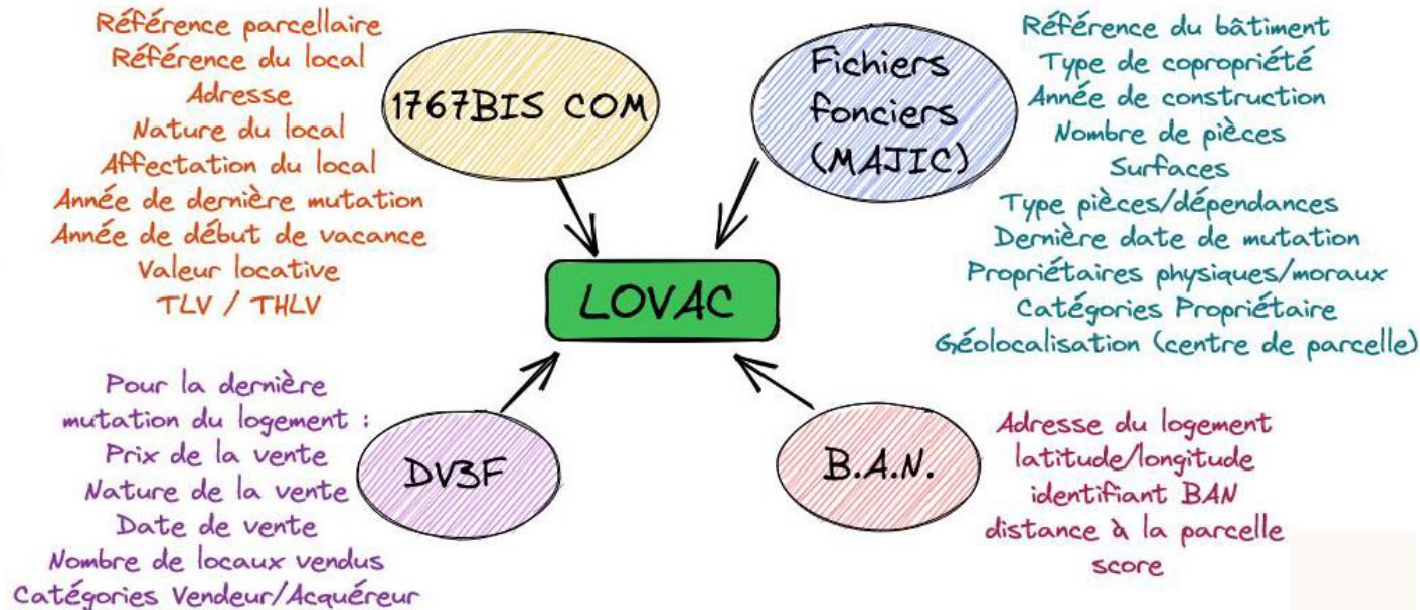 Référence parcellaire
Référence du local
Adresse
Nature du local
Affectation du local
Année de dernière mutation
Année de début de vacance
Valeur locative
TLV / THLV
1767BIS COM
Fichiers
fonciers
(MAJIC)
Référence du bâtiment
Type de copropriété
Année de construction
Nombre de pièces
Surfaces
Type pièces/dépendances
Dernière date de mutation
Propriétaires physiques/moraux
Catégories Propriétaire
Géolocalisation (centre de parcelle)
LOVAC
Pour la dernière
mutation du logement :
Prix de la vente
Nature de la vente
Date de vente
Nombre de locaux vendus
Catégories Vendeur/Acquéreur
DV3F
B.A.N.
Adresse du logement
latitude/longitude
identifiant BAN
distance à la parcelle
score